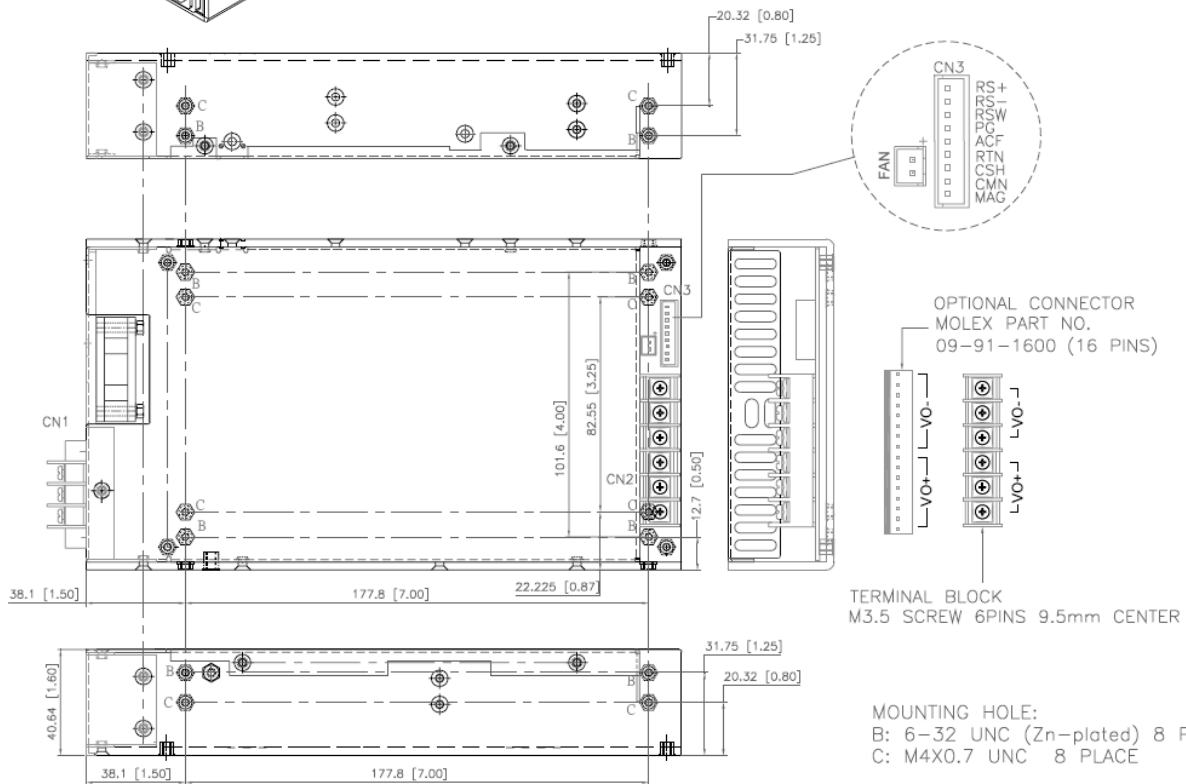 20.32 [0.80]
31.75 [1.25]
C
B
C
B
CN3
RS+
RS-
RSW
PG
ACF
RTN
CSH
CMN
MAG
FAN
+
B
C
B
C
CN3
OPTIONAL CONNECTOR
MOLEX PART NO.
09-91-1600 (16 PINS)
CN1
101.6 [4.00]
82.55 [3.25]
VO-
VO+
VO-
VO+
CN2
12.7 [0.50]
C
B
C
B
38.1 [1.50]
177.8 [7.00]
22.225 [0.87]
TERMINAL BLOCK
M3.5 SCREW 6PINS 9.5mm CENTER
31.75 [1.25]
20.32 [0.80]
B
C
B
C
40.64 [1.60]
38.1 [1.50]
177.8 [7.00]
MOUNTING HOLE:
B: 6-32 UNC (Zn-plated) 8
C: M4X0.7 UNC 8 PLACE